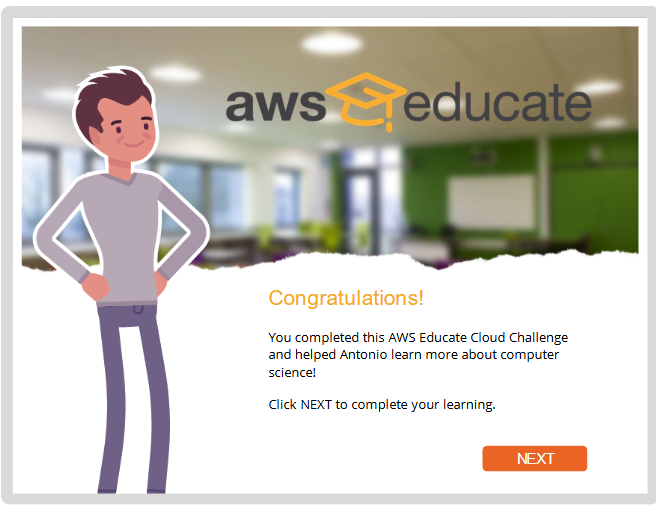 aws educate
Congratulations!
You completed this AWS Educate Cloud Challenge
and helped Antonio learn more about computer
science!
Click NEXT to complete your learning.
NEXT